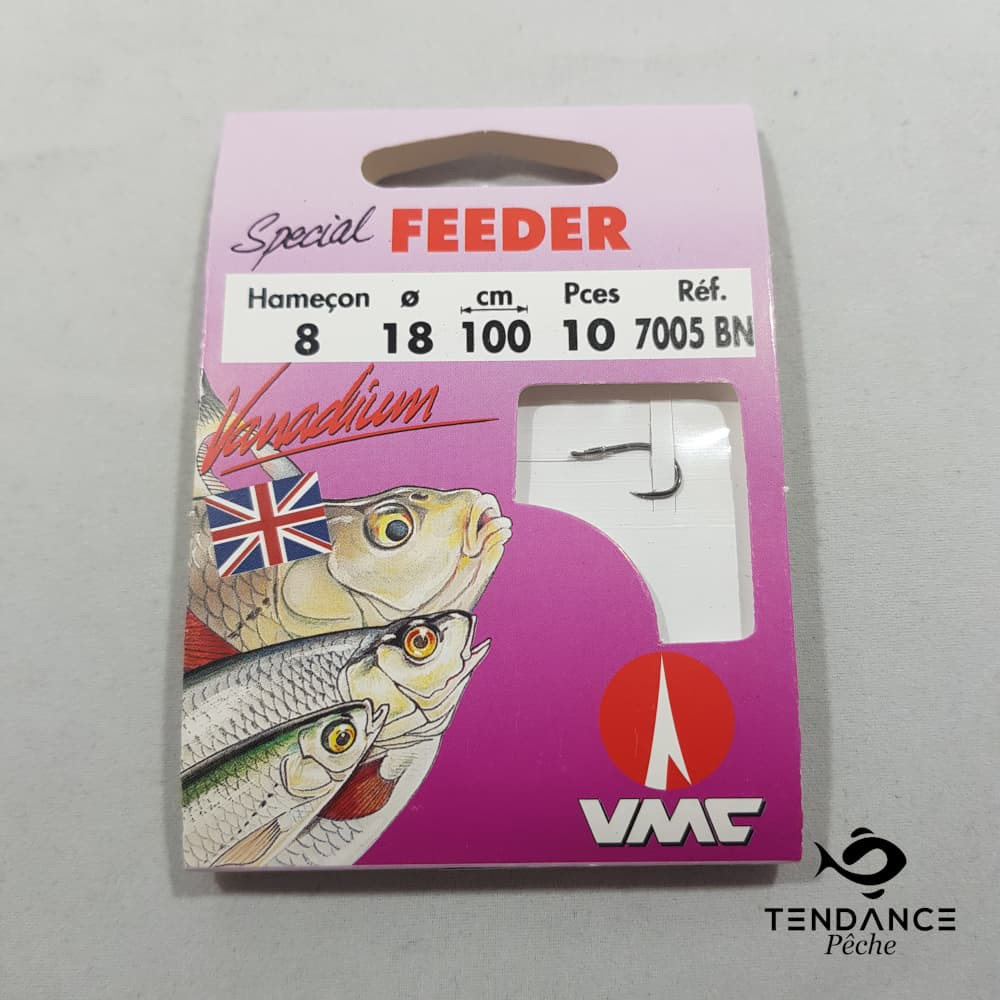 Special FEEDER
Hameçon ø cm Pces Réf.
8 18 100 10 7005 BN
Vanadium
VMC
TENDANCE
Pêche